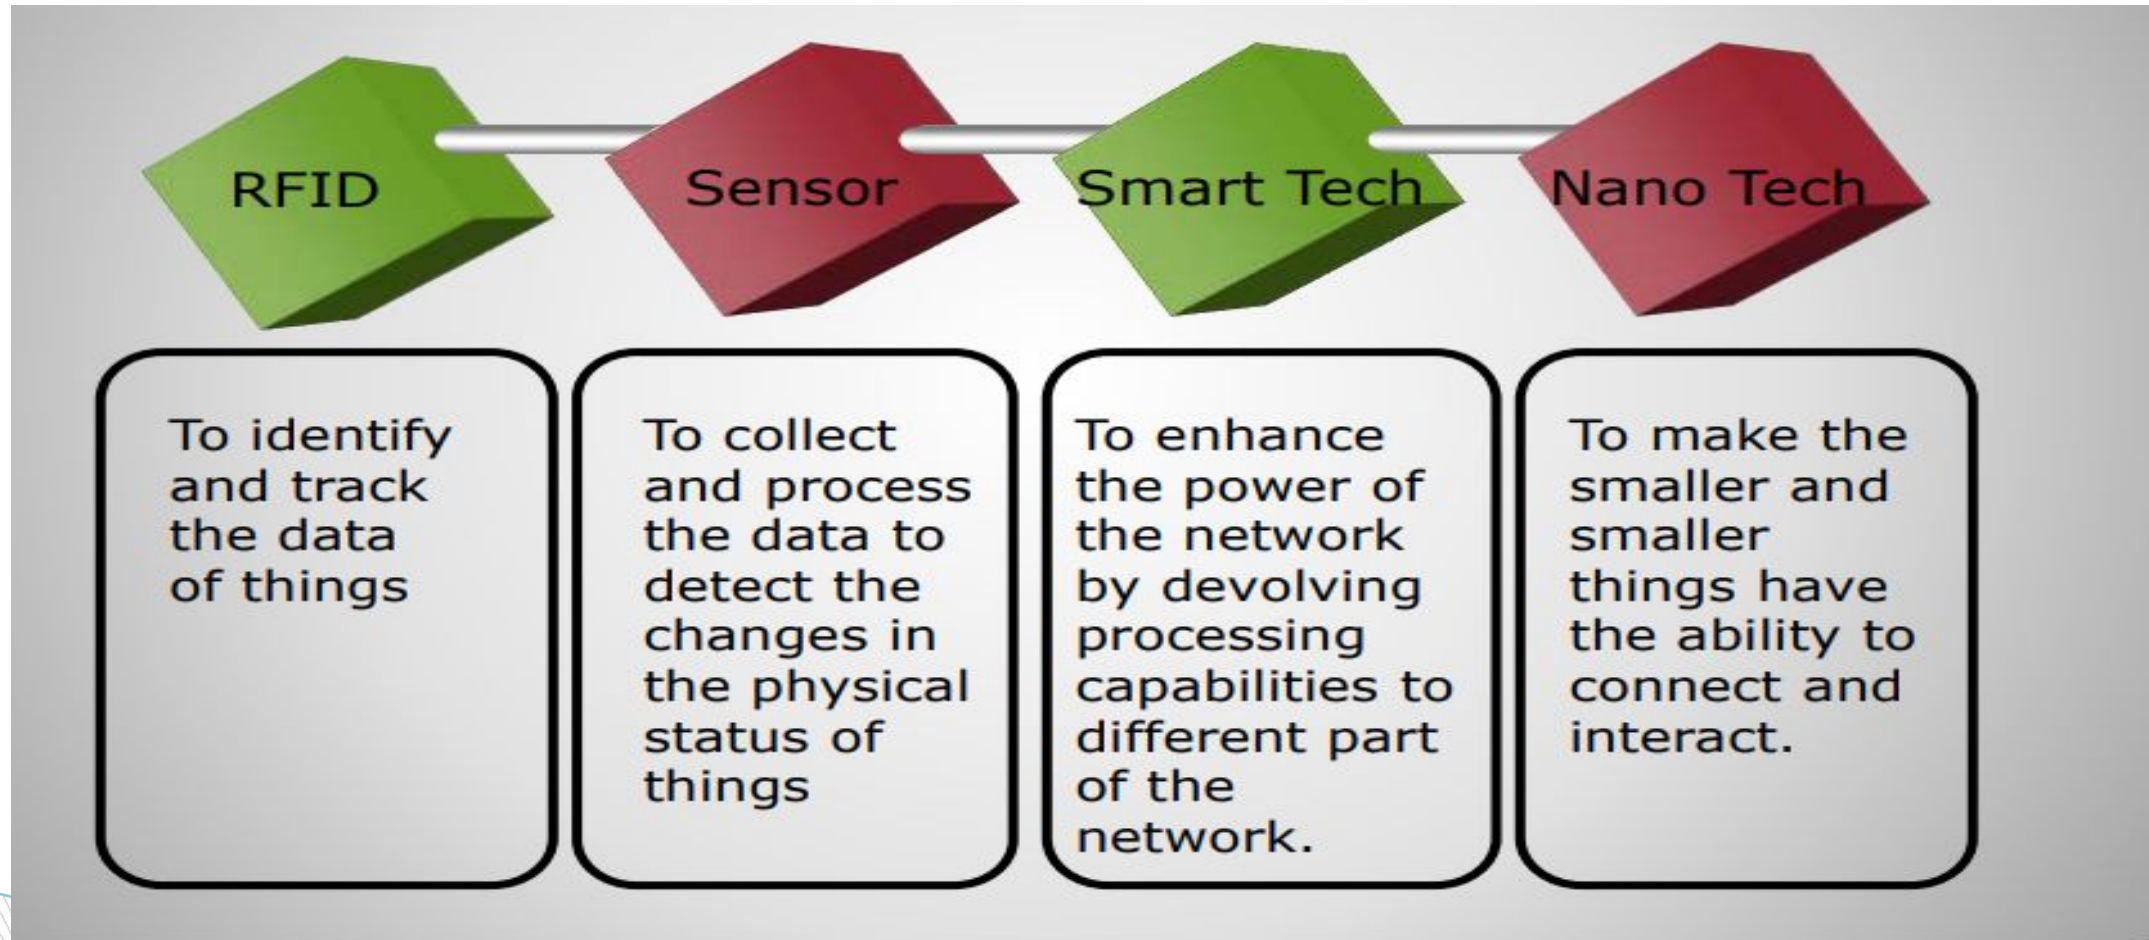 RFID
Sensor
Smart Tech
Nano Tech
To identify
and track
the data
of things
To collect
and process
the data to
detect the
changes in
the physical
status of
things
To enhance
the power of
the network
by devolving
processing
capabilities to
different part
of the
network.
To make the
smaller and
smaller
things have
the ability to
connect and
interact.